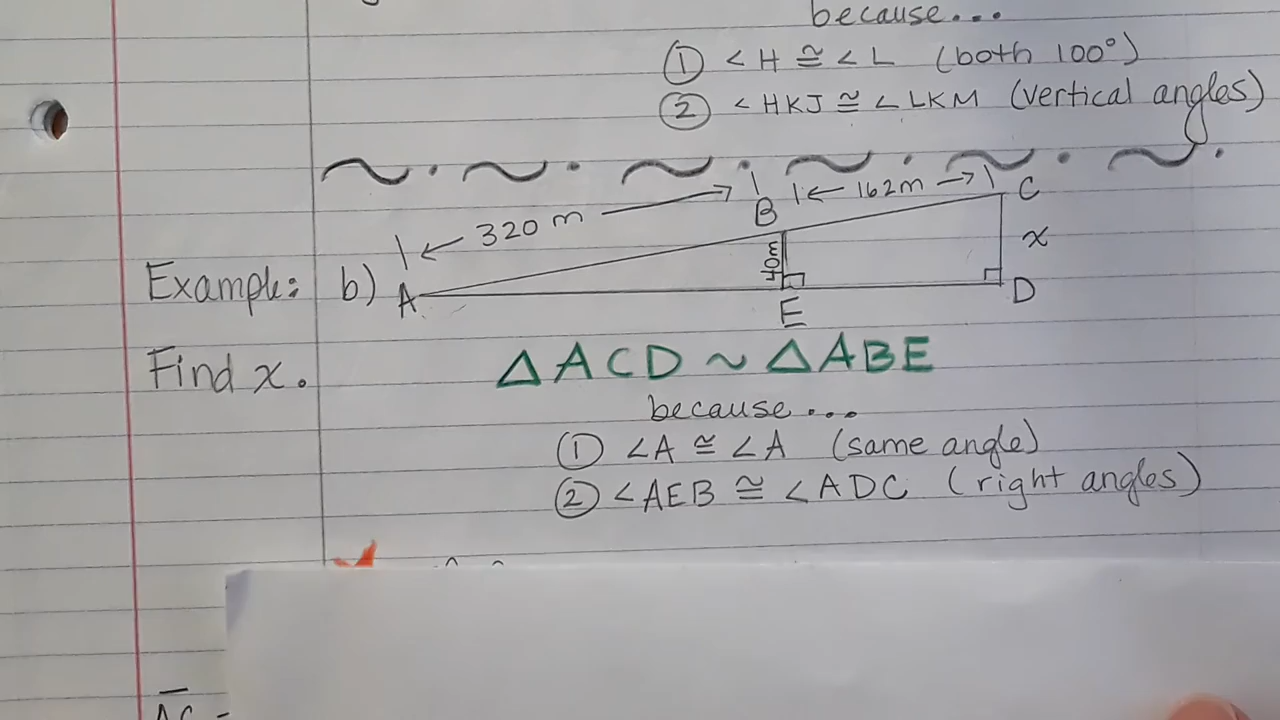 because...
① <H ≅ <L (both 100°)
② <HKJ ≅ <LKM (vertical angles)
320 m
162m
B
C
40m
x
Example: b) A
E
D
Find x.
△ACD ~ △ABE
because...
① ∠A ≅ ∠A (same angle)
② <AEB ≅ <ADC (right angles)